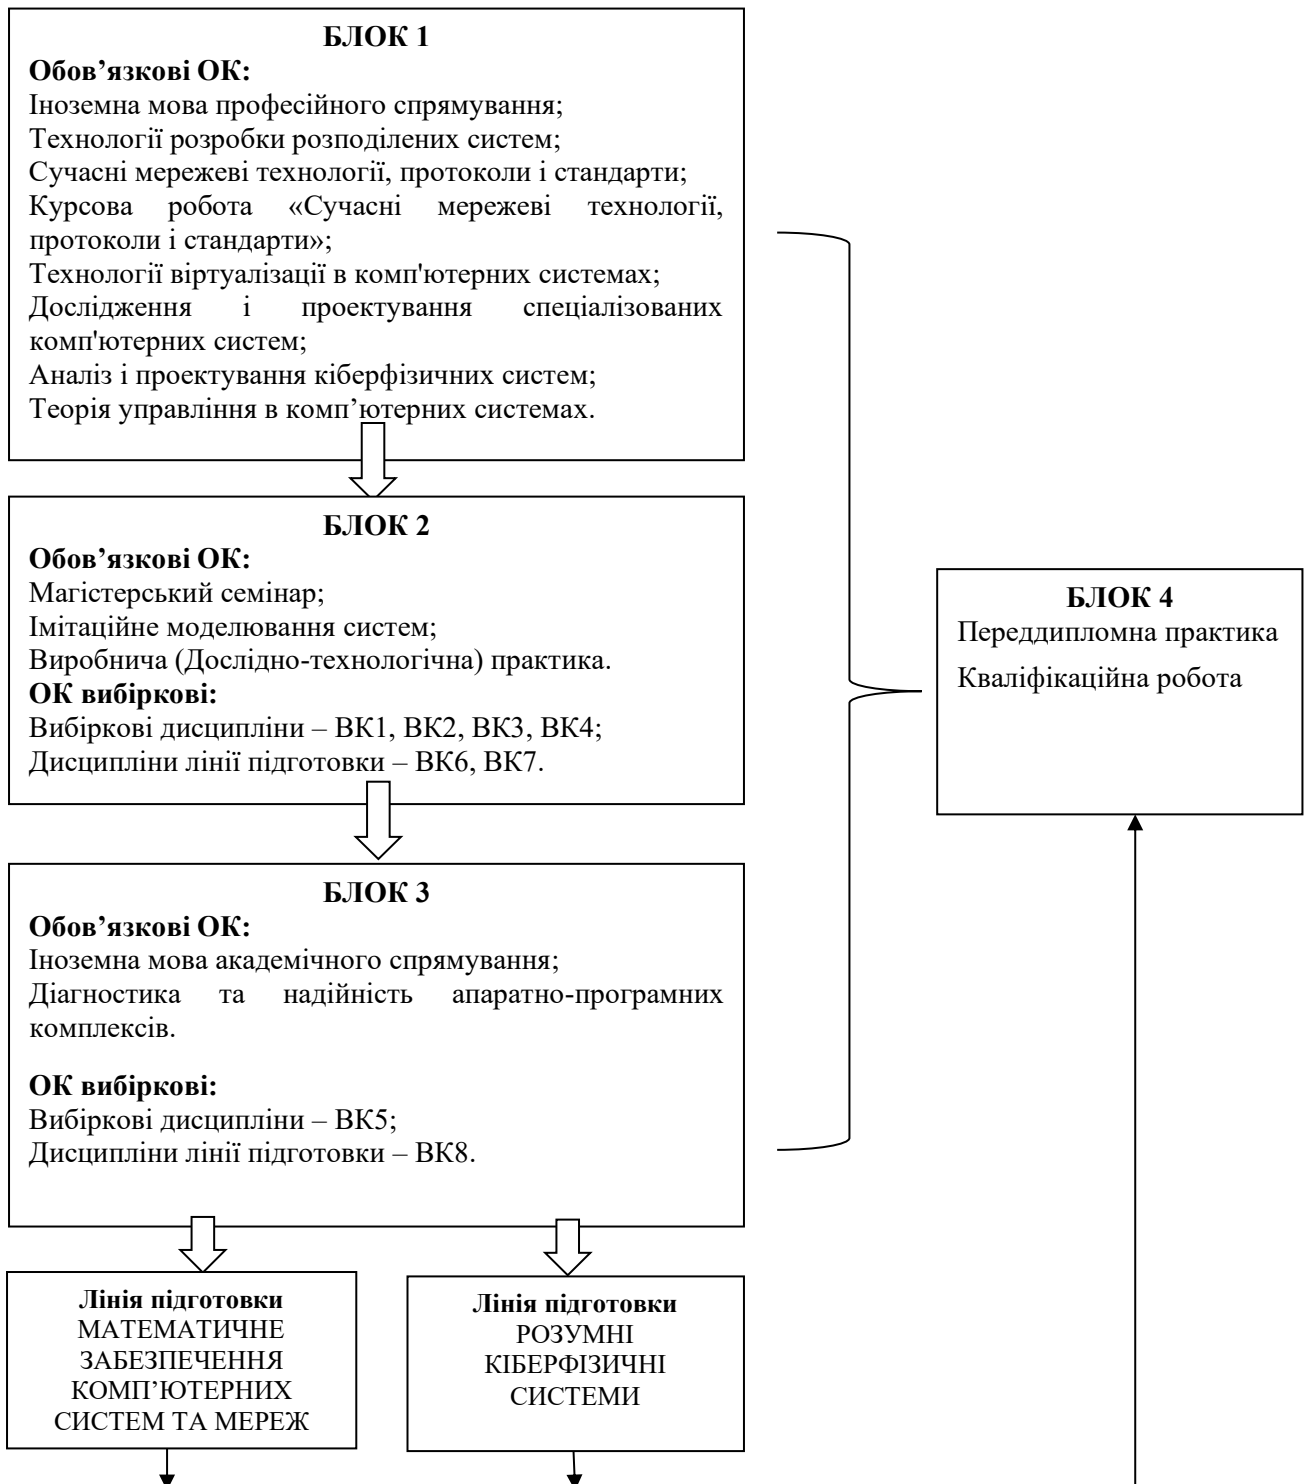 БЛОК 1
Обов’язкові ОК:
Іноземна мова професійного спрямування;
Технології розробки розподілених систем;
Сучасні мережеві технології, протоколи і стандарти;
Курсова робота «Сучасні мережеві технології,
протоколи і стандарти»;
Технології віртуалізації в комп'ютерних системах;
Дослідження і проектування спеціалізованих
комп'ютерних систем;
Аналіз і проектування кіберфізичних систем;
Теорія управління в комп’ютерних системах.
БЛОК 2
Обов’язкові ОК:
Магістерський семінар;
Імітаційне моделювання систем;
Виробнича (Дослідно-технологічна) практика.
ОК вибіркові:
Вибіркові дисципліни – ВК1, ВК2, ВК3, ВК4;
Дисципліни лінії підготовки – ВК6, ВК7.
БЛОК 3
Обов’язкові ОК:
Іноземна мова академічного спрямування;
Діагностика та надійність апаратно-програмних
комплексів.
ОК вибіркові:
Вибіркові дисципліни – ВК5;
Дисципліни лінії підготовки – ВК8.
Лінія підготовки
МАТЕМАТИЧНЕ
ЗАБЕЗПЕЧЕННЯ
КОМП’ЮТЕРНИХ
СИСТЕМ ТА МЕРЕЖ
Лінія підготовки
РОЗУМНІ
КІБЕРФІЗИЧНІ
СИСТЕМИ
БЛОК 4
Переддипломна практика
Кваліфікаційна робота